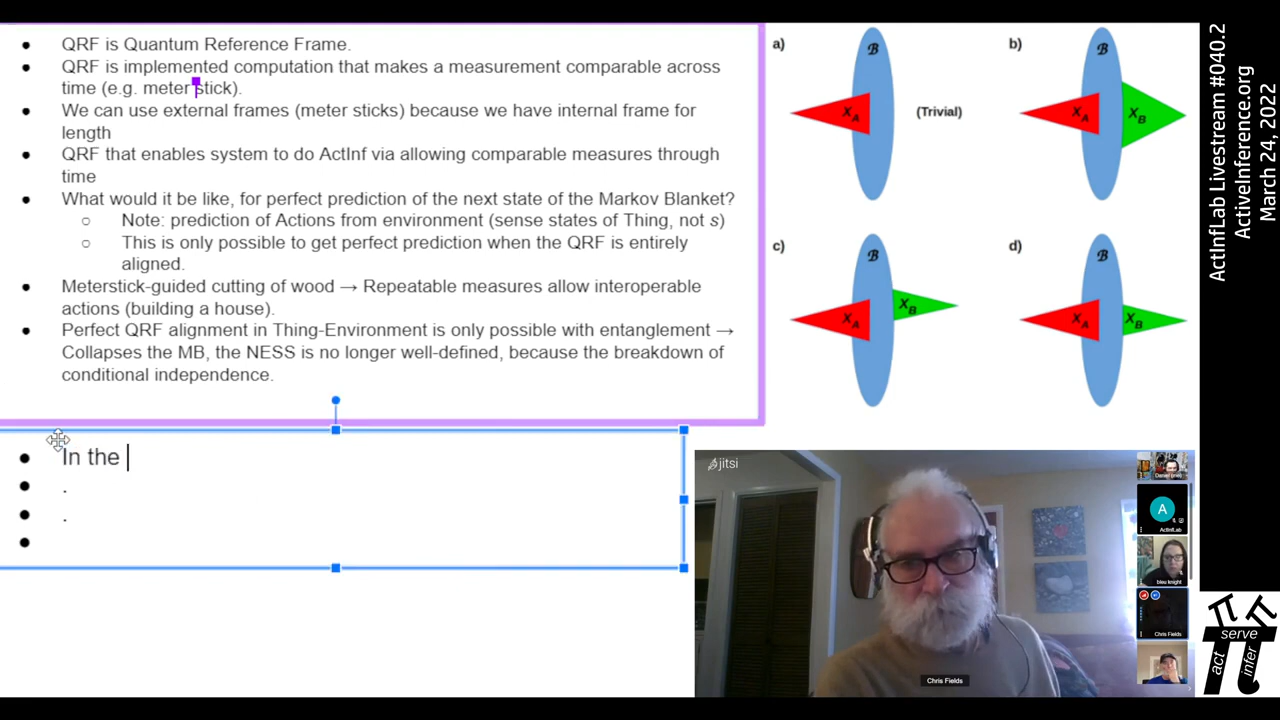 QRF is Quantum Reference Frame.
QRF is implemented computation that makes a measurement comparable across
time (e.g. meter stick).
We can use external frames (meter sticks) because we have internal frame for
length
QRF that enables system to do ActInf via allowing comparable measures through
time
What would it be like, for perfect prediction of the next state of the Markov Blanket?
Note: prediction of Actions from environment (sense states of Thing, not s)
This is only possible to get perfect prediction when the QRF is entirely
aligned.
Meterstick-guided cutting of wood → Repeatable measures allow interoperable
actions (building a house).
Perfect QRF alignment in Thing-Environment is only possible with entanglement →
Collapses the MB, the NESS is no longer well-defined, because the breakdown of
conditional independence.
In the
.
.
a)
ℬ
X_A
(Trivial)
b)
ℬ
X_A
X_B
c)
ℬ
X_A
X_B
d)
ℬ
X_A
X_B
jitsi
Chris Fields
A
ActInfLab
bleu knight
Chris Fields
ActInfLab Livestream #040.2
ActiveInference.org
March 24, 2022
serve
act
infer